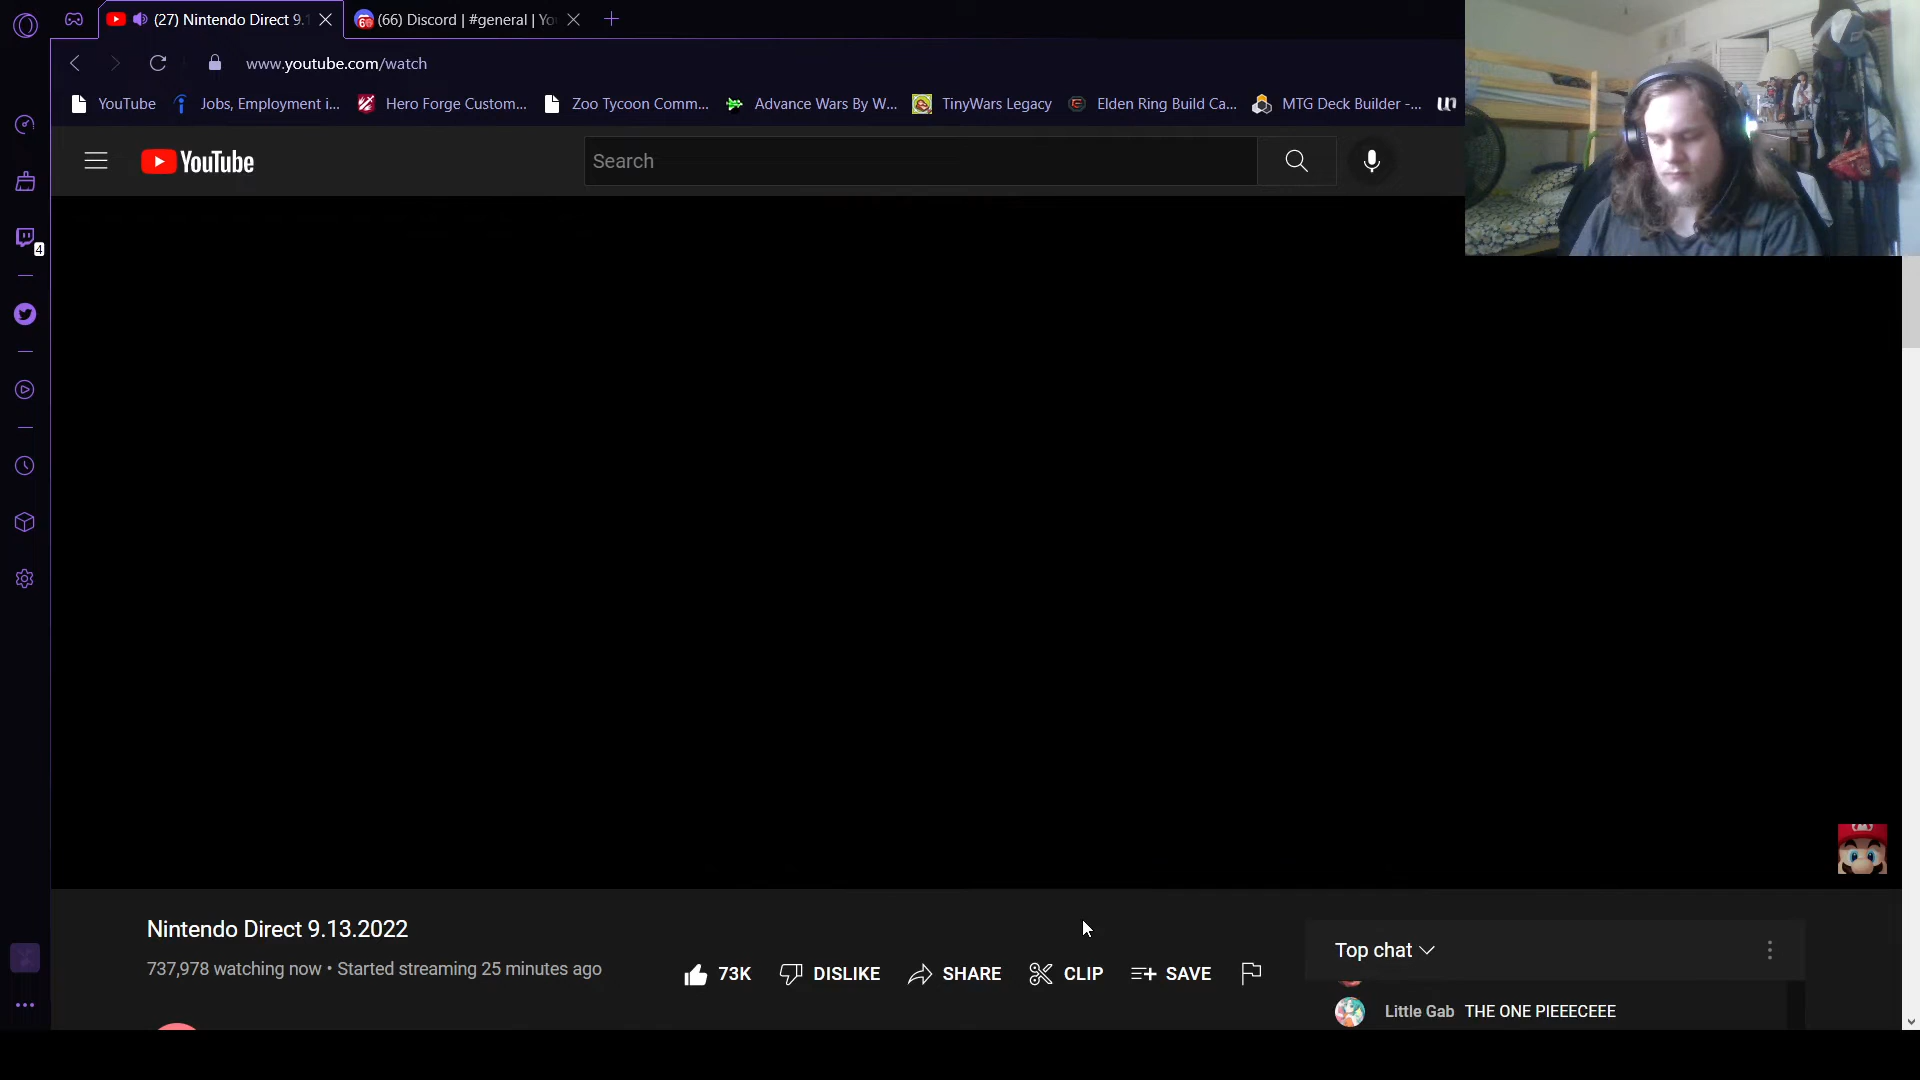 (27) Nintendo Direct 9.1
(66) Discord | #general | Yo
www.youtube.com/watch
YouTube
Jobs, Employment i...
Hero Forge Custom...
Zoo Tycoon Comm...
Advance Wars By W...
TinyWars Legacy
Elden Ring Build Ca...
MTG Deck Builder -...
YouTube
Search
4
Nintendo Direct 9.13.2022
737,978 watching now • Started streaming 25 minutes ago
73K
DISLIKE
SHARE
CLIP
SAVE
Top chat
Little Gab THE ONE PIEEECEEE